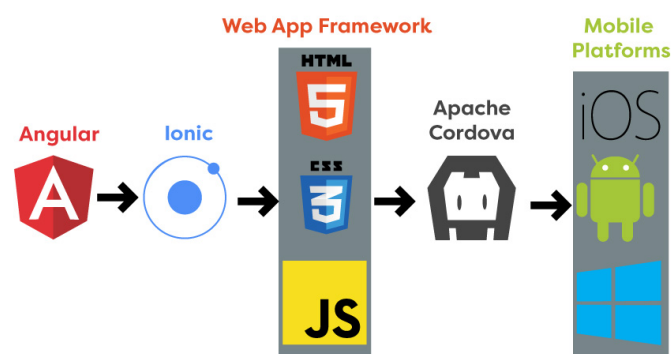 Web App Framework
Mobile
Platforms
HTML
5
iOS
Apache
Cordova
Angular
Ionic
A
CSS
3
JS